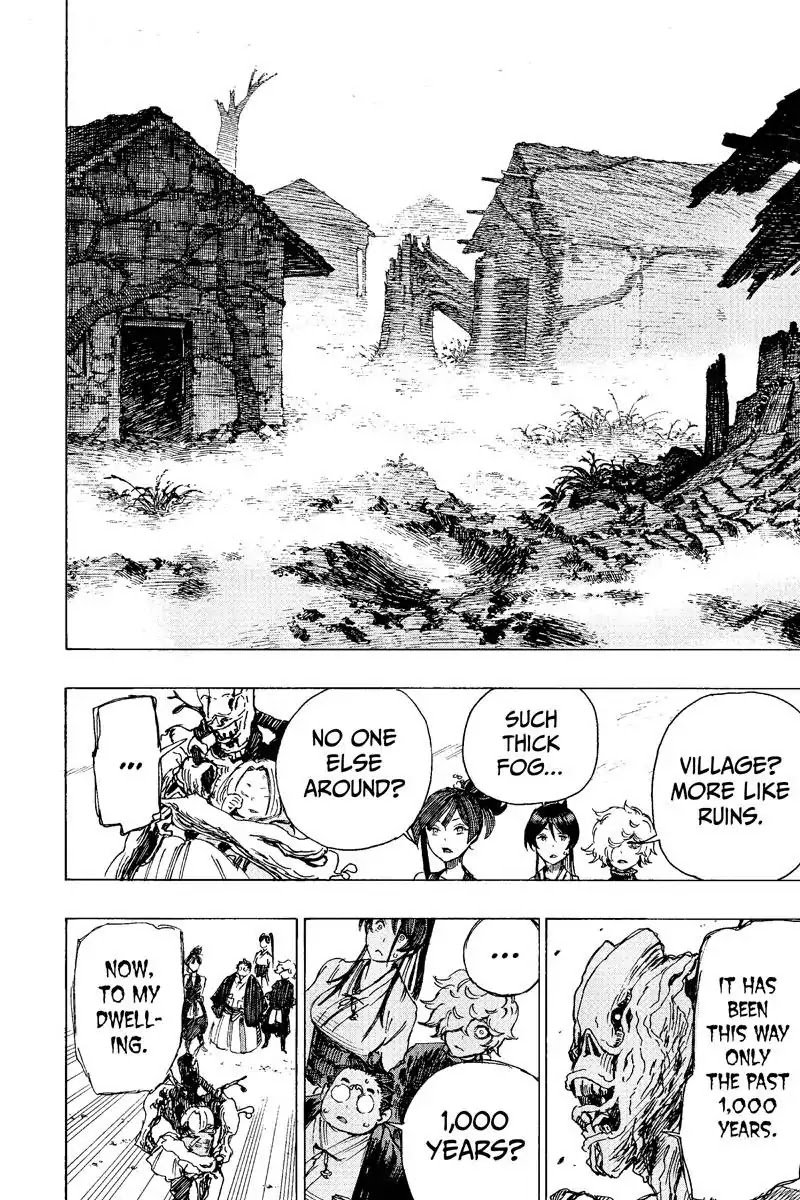 VILLAGE?
MORE LIKE
RUINS.
SUCH
THICK
FOG...
NO ONE
ELSE
AROUND?
...
IT HAS
BEEN
THIS WAY
ONLY
THE PAST
1,000
YEARS.
...
1,000
YEARS?
NOW,
TO MY
DWELL-
ING.